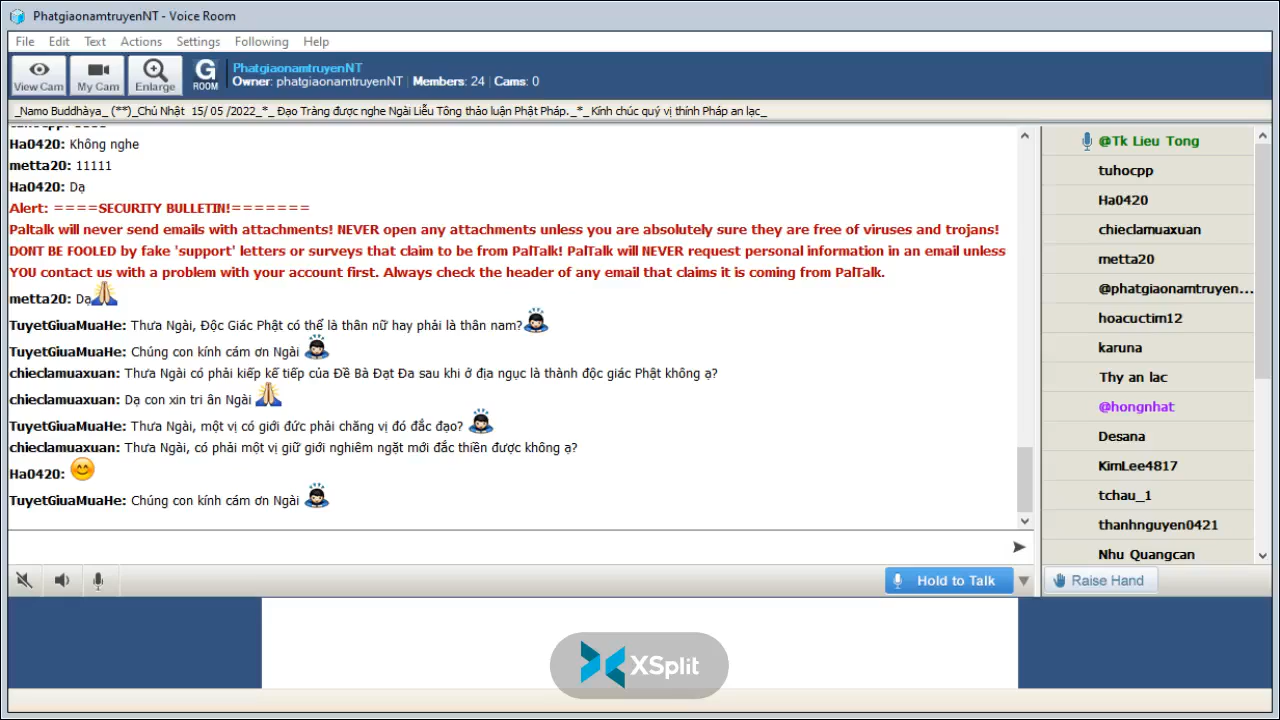 PhatgiaonamtruyenNT - Voice Room
File Edit Text Actions Settings Following Help
View Cam
My Cam
Enlarge
G
ROOM
PhatgiaonamtruyenNT
Owner: phatgiaonamtruyenNT | Members: 24 | Cams: 0
_Namo Buddhàya_ (**)_Chủ Nhật 15/ 05 /2022_*_ Đạo Tràng được nghe Ngài Liễu Tông thảo luận Phật Pháp._*_ Kính chúc quý vị thính Pháp an lạc_
Ha0420: Không nghe
metta20: 11111
Ha0420: Dạ
Alert: ====SECURITY BULLETIN!=======
Paltalk will never send emails with attachments! NEVER open any attachments unless you are absolutely sure they are free of viruses and trojans!
DONT BE FOOLED by fake 'support' letters or surveys that claim to be from PalTalk! PalTalk will NEVER request personal information in an email unless
YOU contact us with a problem with your account first. Always check the header of any email that claims it is coming from PalTalk.
metta20: Dạ
TuyetGiuaMuaHe: Thưa Ngài, Độc Giác Phật có thể là thân nữ hay phải là thân nam?
TuyetGiuaMuaHe: Chúng con kính cám ơn Ngài
chieclamuaxuan: Thưa Ngài có phải kiếp kế tiếp của Đề Bà Đạt Đa sau khi ở địa ngục là thành độc giác Phật không ạ?
chieclamuaxuan: Dạ con xin tri ân Ngài
TuyetGiuaMuaHe: Thưa Ngài, một vị có giới đức phải chăng vị đó đắc đạo?
chieclamuaxuan: Thưa Ngài, có phải một vị giữ giới nghiêm ngặt mới đắc thiền được không ạ?
Ha0420:
TuyetGiuaMuaHe: Chúng con kính cám ơn Ngài
@Tk Lieu Tong
tuhocpp
Ha0420
chieclamuaxuan
metta20
@phatgiaonamtruyen...
hoacuctim12
karuna
Thy an lac
@hongnhat
Desana
KimLee4817
tchau_1
thanhnguyen0421
Nhu Quangcan
Hold to Talk
Raise Hand
XSplit